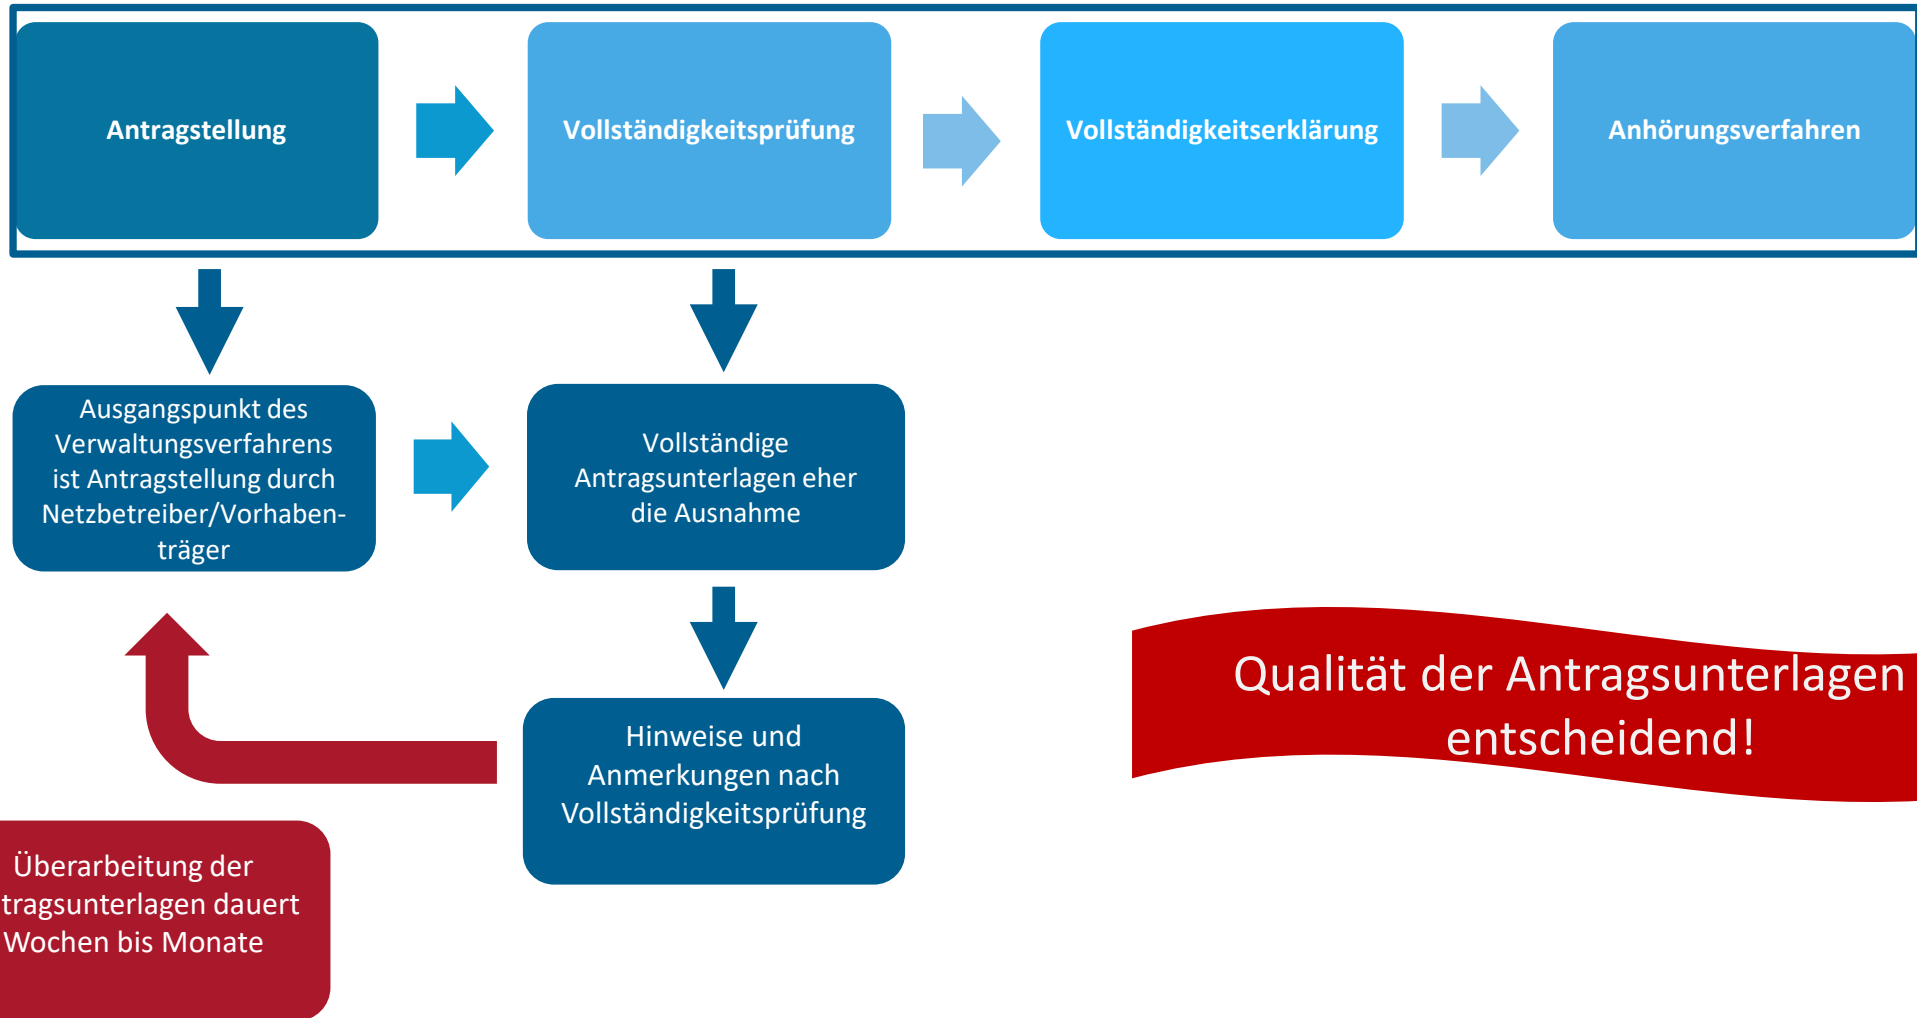 Antragstellung
Vollständigkeitsprüfung
Vollständigkeitserklärung
Anhörungsverfahren
Ausgangspunkt des
Verwaltungsverfahrens
ist Antragstellung durch
Netzbetreiber/Vorhaben-
träger
Vollständige
Antragsunterlagen eher
die Ausnahme
Hinweise und
Anmerkungen nach
Vollständigkeitsprüfung
Qualität der Antragsunterlagen
entscheidend!
Überarbeitung der
tragsunterlagen dauert
Wochen bis Monate